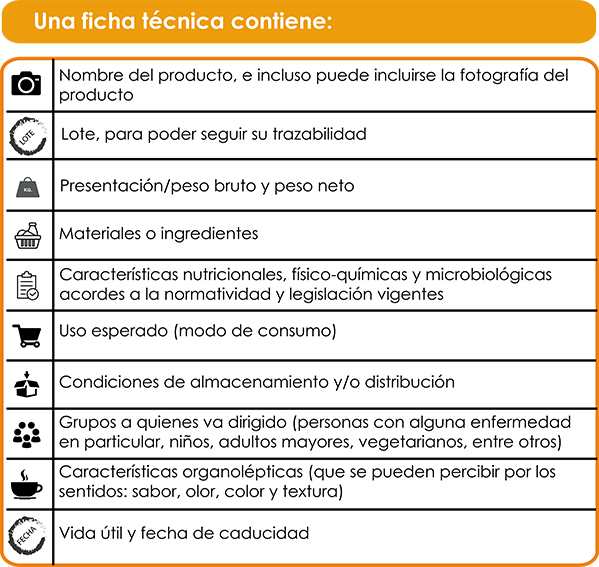 Una ficha técnica contiene:
Nombre del producto, e incluso puede incluirse la fotografía del
producto
LOTE
Lote, para poder seguir su trazabilidad
KG.
Presentación/peso bruto y peso neto
Materiales o ingredientes
Características nutricionales, físico-químicas y microbiológicas
acordes a la normatividad y legislación vigentes
Uso esperado (modo de consumo)
Condiciones de almacenamiento y/o distribución
Grupos a quienes va dirigido (personas con alguna enfermedad
en particular, niños, adultos mayores, vegetarianos, entre otros)
Características organolépticas (que se pueden percibir por los
sentidos: sabor, olor, color y textura)
FECHA
Vida útil y fecha de caducidad